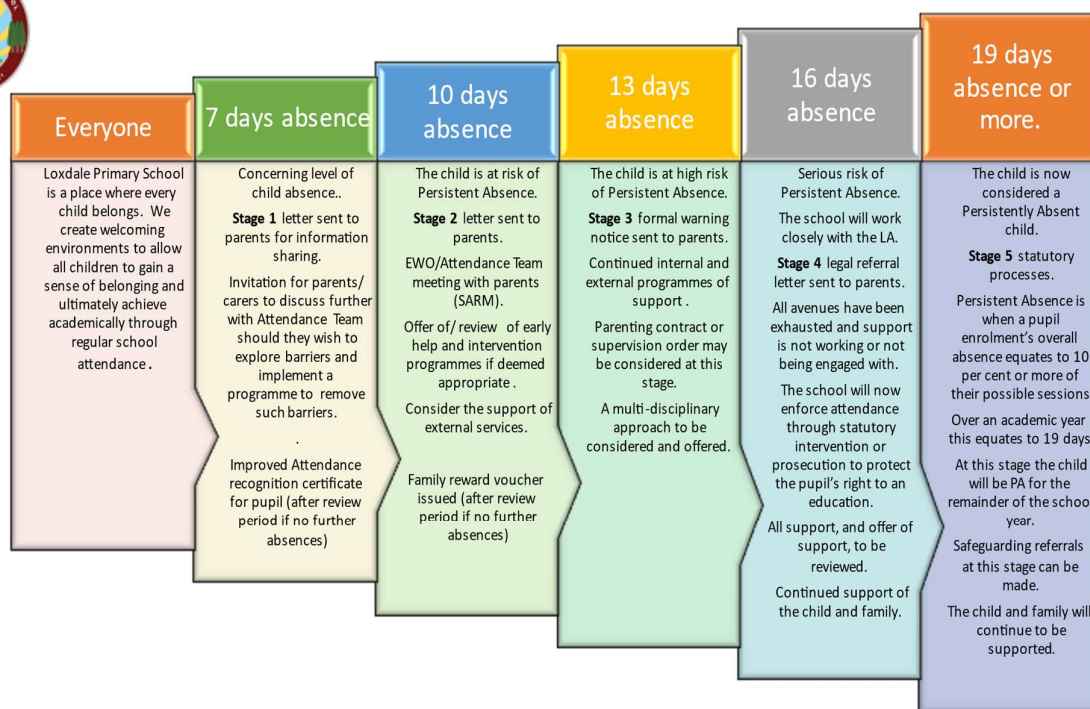 Everyone
Loxdale Primary School
is a place where every
child belongs. We
create welcoming
environments to allow
all children to gain a
sense of belonging and
ultimately achieve
academically through
regular school
attendance .
7 days absence
Concerning level of
child absence..
Stage 1 letter sent to
parents for information
sharing.
Invitation for parents/
carers to discuss further
with Attendance Team
should they wish to
explore barriers and
implement a
programme to remove
such barriers.
.
Improved Attendance
recognition certificate
for pupil (after review
period if no further
absences)
10 days
absence
The child is at risk of
Persistent Absence.
Stage 2 letter sent to
parents.
EWO/Attendance Team
meeting with parents
(SARM).
Offer of/ review of early
help and intervention
programmes if deemed
appropriate .
Consider the support of
external services.
Family reward voucher
issued (after review
period if no further
absences)
13 days
absence
The child is at high risk
of Persistent Absence.
Stage 3 formal warning
notice sent to parents.
Continued internal and
external programmes of
support .
Parenting contract or
supervision order may
be considered at this
stage.
A multi-disciplinary
approach to be
considered and offered.
16 days
absence
Serious risk of
Persistent Absence.
The school will work
closely with the LA.
Stage 4 legal referral
letter sent to parents.
All avenues have been
exhausted and support
is not working or not
being engaged with.
The school will now
enforce attendance
through statutory
intervention or
prosecution to protect
the pupil's right to an
education.
All support, and offer of
support, to be
reviewed.
Continued support of
the child and family.
19 days
absence or
more.
The child is now
considered a
Persistently Absent
child.
Stage 5 statutory
processes.
Persistent Absence is
when a pupil
enrolment's overall
absence equates to 10
per cent or more of
their possible sessions
Over an academic year
this equates to 19 days
At this stage the child
will be PA for the
remainder of the school
year.
Safeguarding referrals
at this stage can be
made.
The child and family will
continue to be
supported.